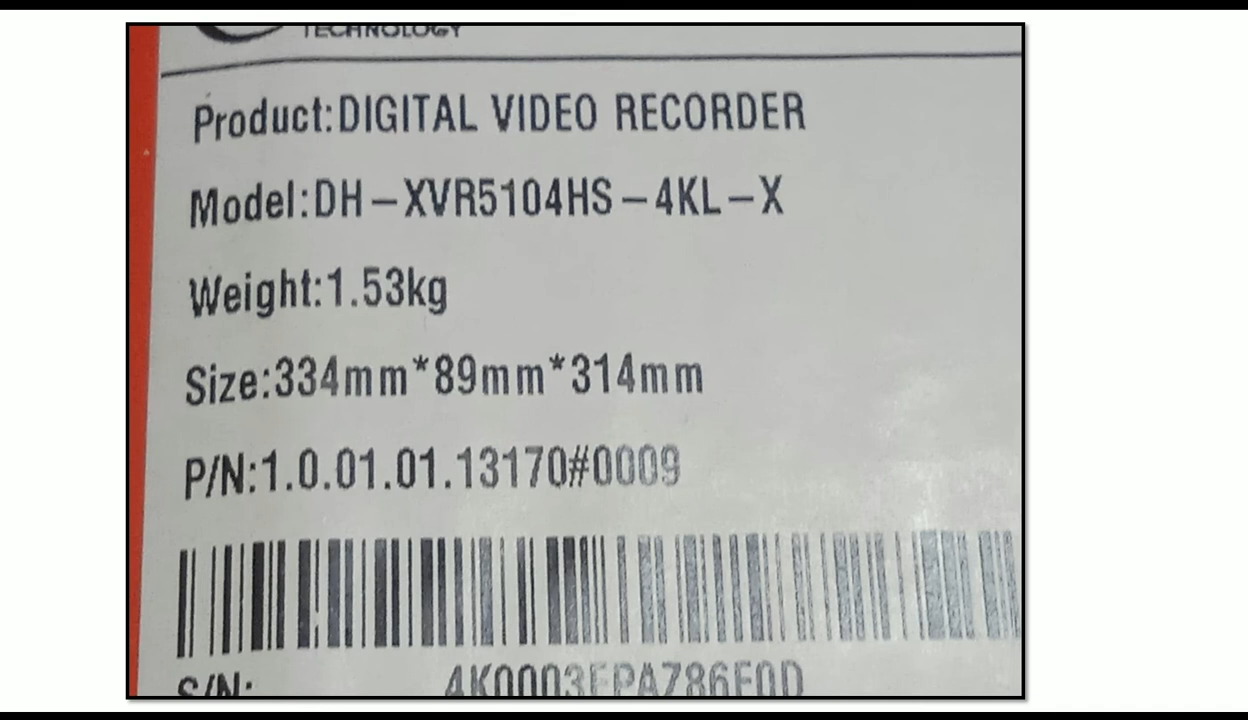 TECHNOLOGY
Product:DIGITAL VIDEO RECORDER
Model:DH-XVR5104HS-4KL-X
Weight:1.53kg
Size:334mm*89mm*314mm
P/N:1.0.01.01.13170#0009
S/N: